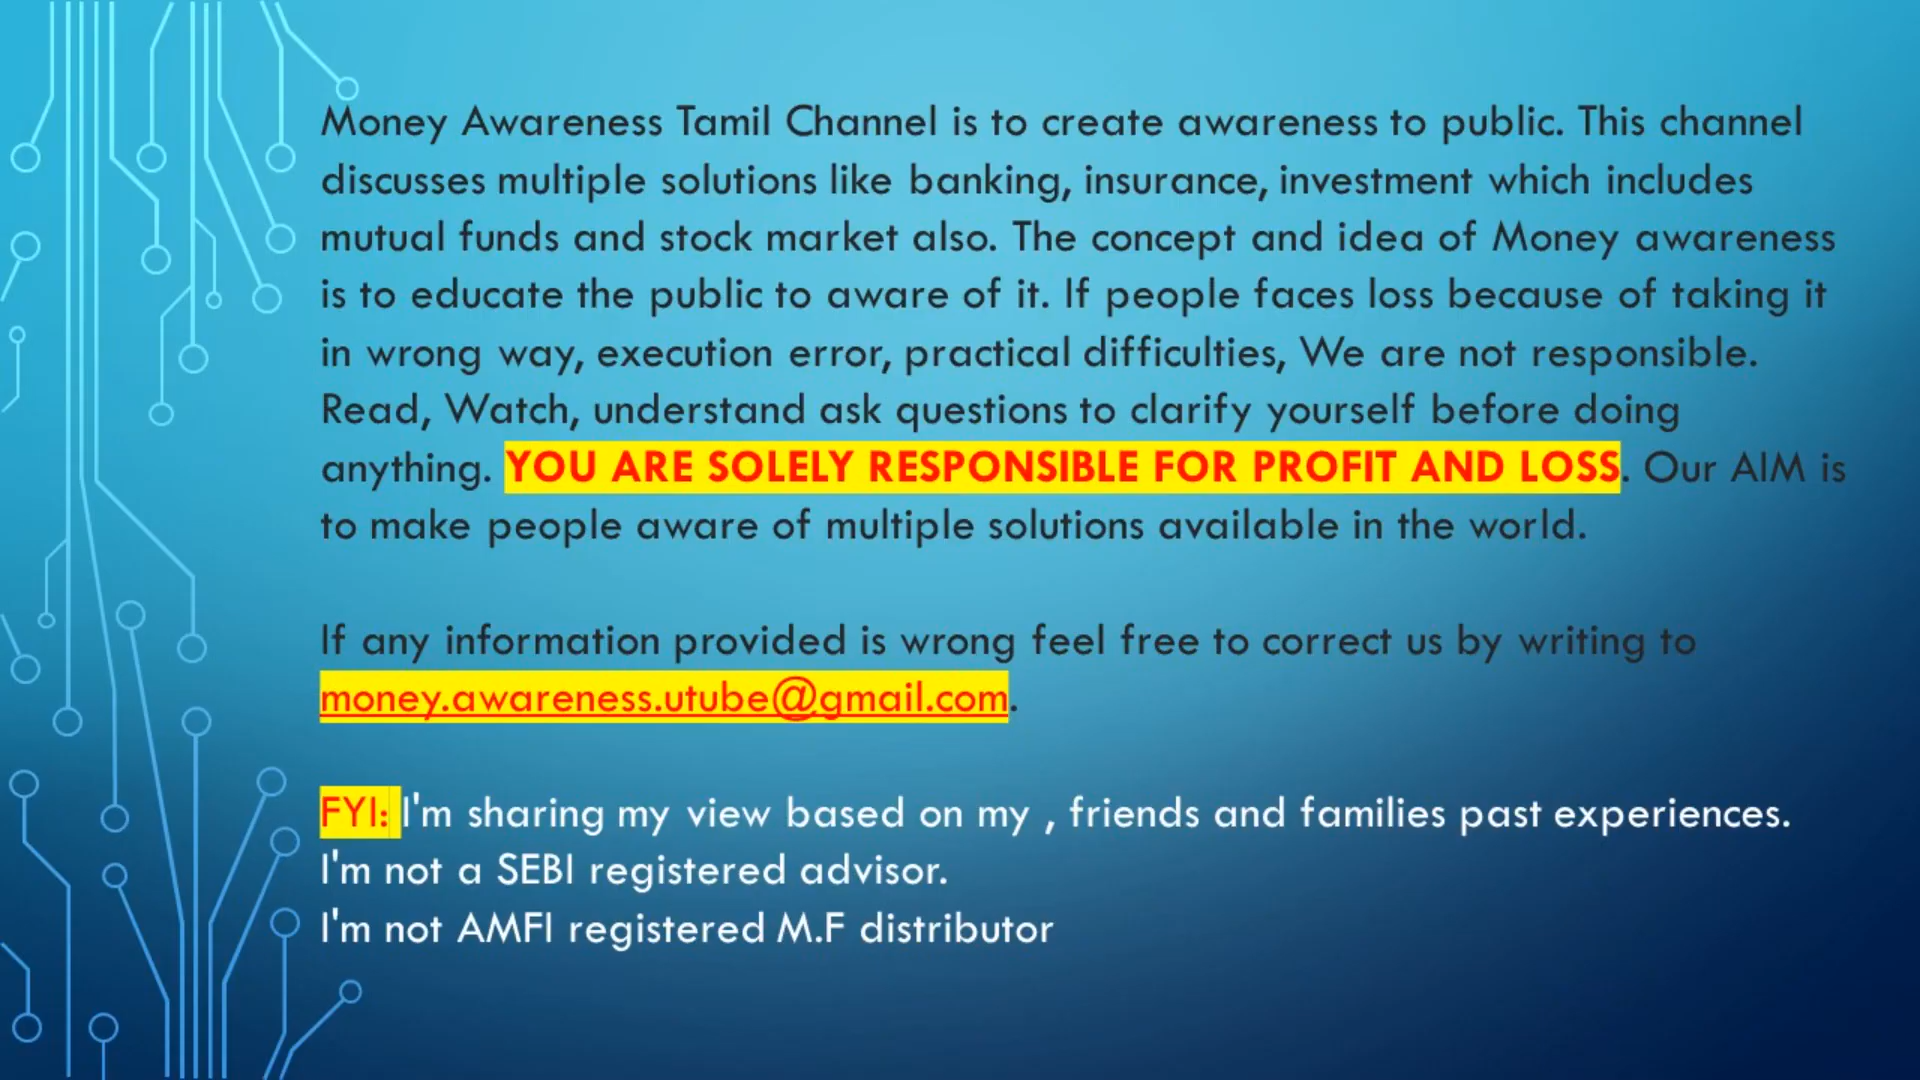 Money Awareness Tamil Channel is to create awareness to public. This channel
discusses multiple solutions like banking, insurance, investment which includes
mutual funds and stock market also. The concept and idea of Money awareness
is to educate the public to aware of it. If people faces loss because of taking it
in wrong way, execution error, practical difficulties, We are not responsible.
Read, Watch, understand ask questions to clarify yourself before doing
anything. YOU ARE SOLELY RESPONSIBLE FOR PROFIT AND LOSS. Our AIM is
to make people aware of multiple solutions available in the world.
If any information provided is wrong feel free to correct us by writing to
money.awareness.utube@gmail.com.
FYI: I'm sharing my view based on my , friends and families past experiences.
I'm not a SEBI registered advisor.
I'm not AMFI registered M.F distributor